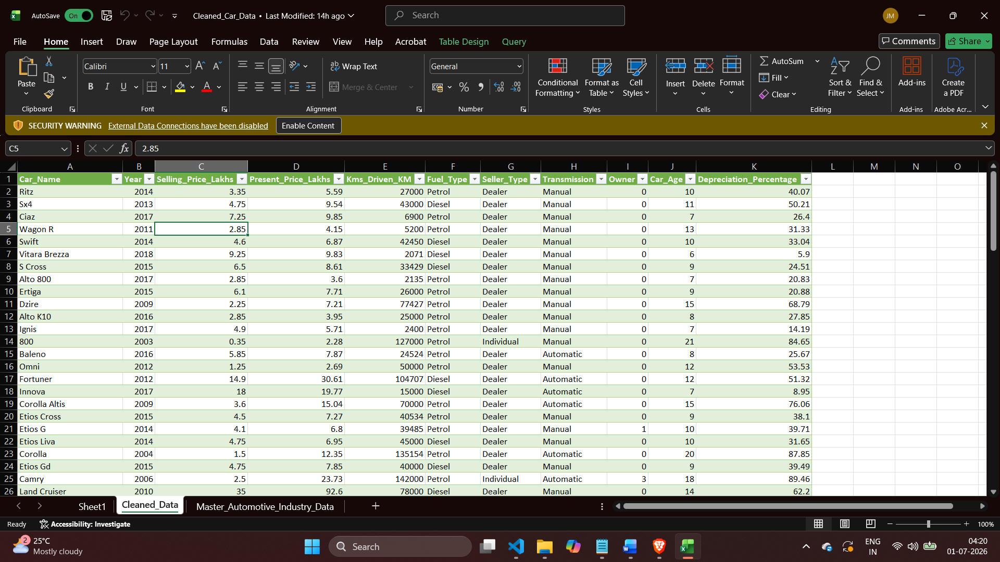 AutoSave On Cleaned_Car_Data • Last Modified: 14h ago Search JM
File Home Insert Draw Page Layout Formulas Data Review View Help Acrobat Table Design Query Comments Share
Paste Calibri 11 Wrap Text General Conditional Formatting Format as Table Cell Styles Insert Delete Format AutoSum Sort & Filter Find & Select Add-ins Create a PDF
B I U Merge & Center Fill
Clear
Clipboard Font Alignment Number Styles Cells Editing Add-ins Adobe Acr...
SECURITY WARNING External Data Connections have been disabled Enable Content
C5 fx 2.85
A B C D E F G H I J K L M N O
1 Car_Name Year Selling_Price_Lakhs Present_Price_Lakhs Kms_Driven_KM Fuel_Type Seller_Type Transmission Owner Car_Age Depreciation_Percentage
2 Ritz 2014 3.35 5.59 27000 Petrol Dealer Manual 0 10 40.07
3 Sx4 2013 4.75 9.54 43000 Diesel Dealer Manual 0 11 50.21
4 Ciaz 2017 7.25 9.85 6900 Petrol Dealer Manual 0 7 26.4
5 Wagon R 2011 2.85 4.15 5200 Petrol Dealer Manual 0 13 31.33
6 Swift 2014 4.6 6.87 42450 Diesel Dealer Manual 0 10 33.04
7 Vitara Brezza 2018 9.25 9.83 2071 Diesel Dealer Manual 0 6 5.9
8 S Cross 2015 6.5 8.61 33429 Diesel Dealer Manual 0 9 24.51
9 Alto 800 2017 2.85 3.6 2135 Petrol Dealer Manual 0 7 20.83
10 Ertiga 2015 6.1 7.71 26000 Petrol Dealer Manual 0 9 20.88
11 Dzire 2009 2.25 7.21 77427 Petrol Dealer Manual 0 15 68.79
12 Alto K10 2016 2.85 3.95 25000 Petrol Dealer Manual 0 8 27.85
13 Ignis 2017 4.9 5.71 2400 Petrol Dealer Manual 0 7 14.19
14 800 2003 0.35 2.28 127000 Petrol Individual Manual 0 21 84.65
15 Baleno 2016 5.85 7.87 24524 Petrol Dealer Automatic 0 8 25.67
16 Omni 2012 1.25 2.69 50000 Petrol Dealer Manual 0 12 53.53
17 Fortuner 2012 14.9 30.61 104707 Diesel Dealer Automatic 0 12 51.32
18 Innova 2017 18 19.77 15000 Diesel Dealer Automatic 0 7 8.95
19 Corolla Altis 2009 3.6 15.04 70000 Petrol Dealer Automatic 0 15 76.06
20 Etios Cross 2015 4.5 7.27 40534 Petrol Dealer Manual 0 9 38.1
21 Etios G 2014 4.1 6.8 39485 Petrol Dealer Manual 1 10 39.71
22 Etios Liva 2014 4.75 6.95 45000 Diesel Dealer Manual 0 10 31.65
23 Corolla 2004 1.5 12.35 135154 Petrol Dealer Automatic 0 20 87.85
24 Etios Gd 2015 4.75 7.85 40000 Diesel Dealer Manual 0 9 39.49
25 Camry 2006 2.5 23.73 142000 Petrol Individual Automatic 3 18 89.46
26 Land Cruiser 2010 35 92.6 78000 Diesel Dealer Manual 0 14 62.2
Sheet1 Cleaned_Data Master_Automotive_Industry_Data
Ready Accessibility: Investigate 100%
2 25°C Mostly cloudy Search ENG IN 04:20 01-07-2026